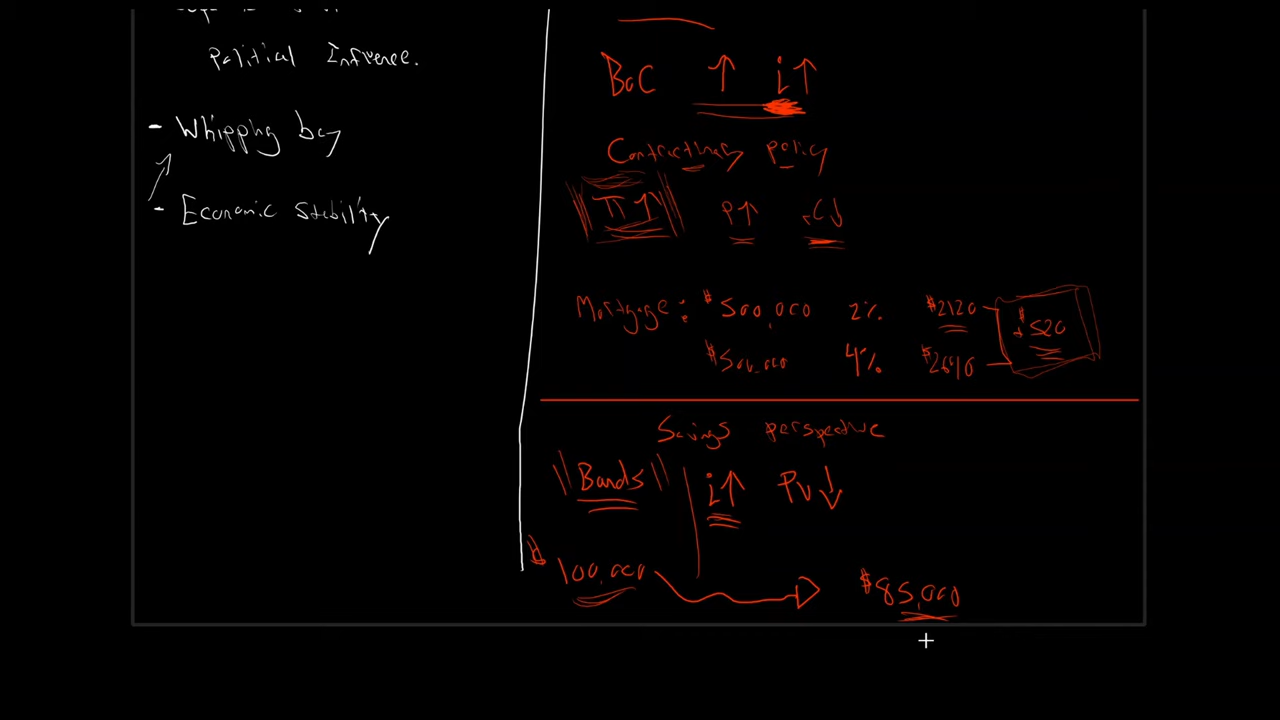 Political Influence.
- Whipping boy
- Economic Stability
BoC ↑ i↑
Contractionary policy
π↑ P↑ C↓
Mortgage: $500,000 2% $2120
$520
$500,000 4% $2640
Savings perspective
Bonds i↑ PV↓
$100,000 → $85,000